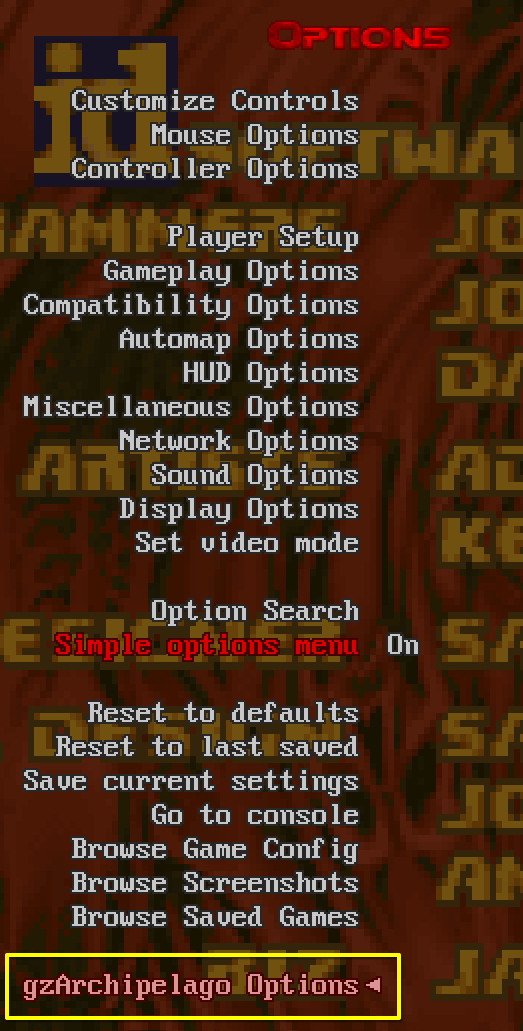 Options
id
Customize Controls
Mouse Options
Controller Options
Player Setup
Gameplay Options
Compatibility Options
Automap Options
HUD Options
Miscellaneous Options
Network Options
Sound Options
Display Options
Set video mode
Option Search
Simple options menu On
Reset to defaults
Reset to last saved
Save current settings
Go to console
Browse Game Config
Browse Screenshots
Browse Saved Games
gzArchipelago Options